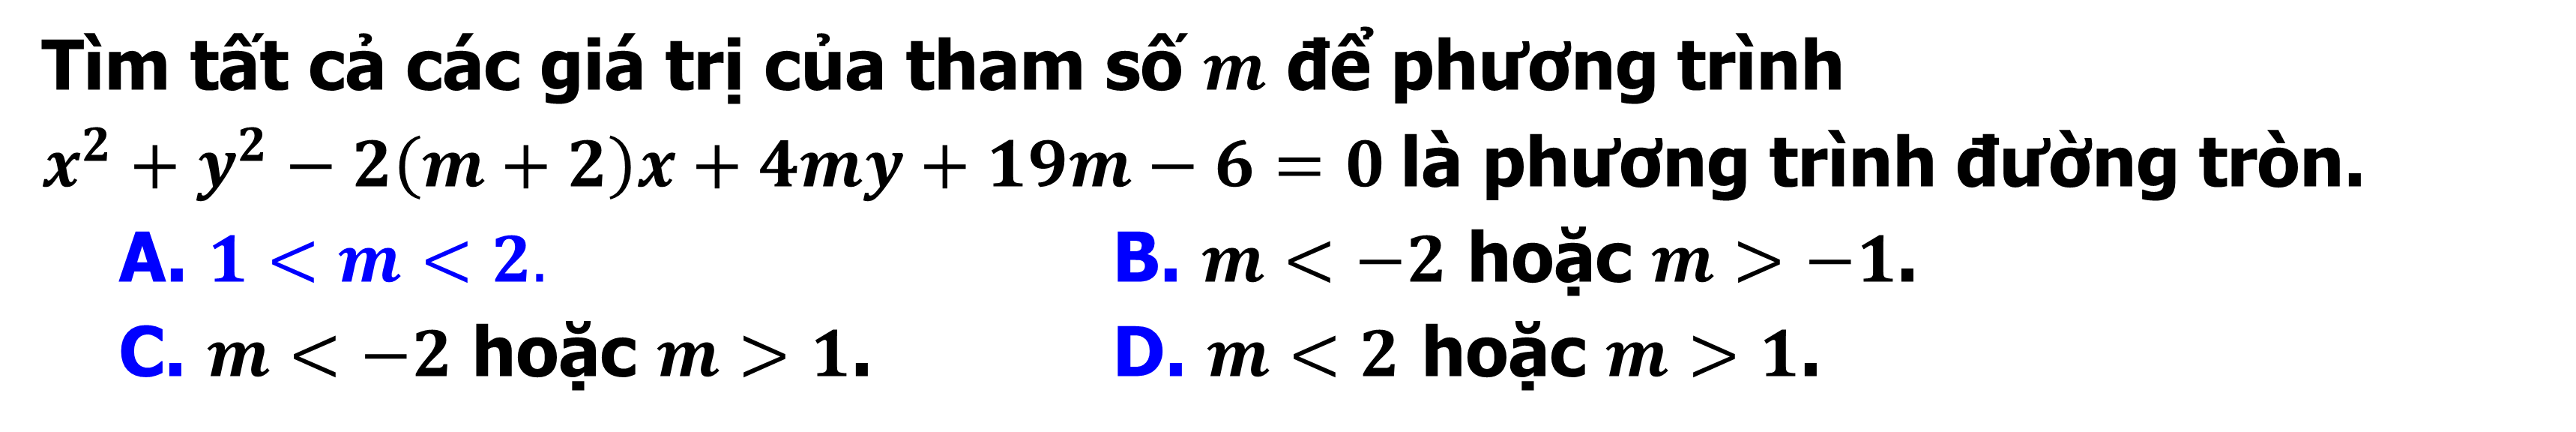 Tìm tất cả các giá trị của tham số m để phương trình
x² + y² − 2(m + 2)x + 4my + 19m − 6 = 0 là phương trình đường tròn.
A. 1 < m < 2. B. m < −2 hoặc m > −1.
C. m < −2 hoặc m > 1. D. m < 2 hoặc m > 1.